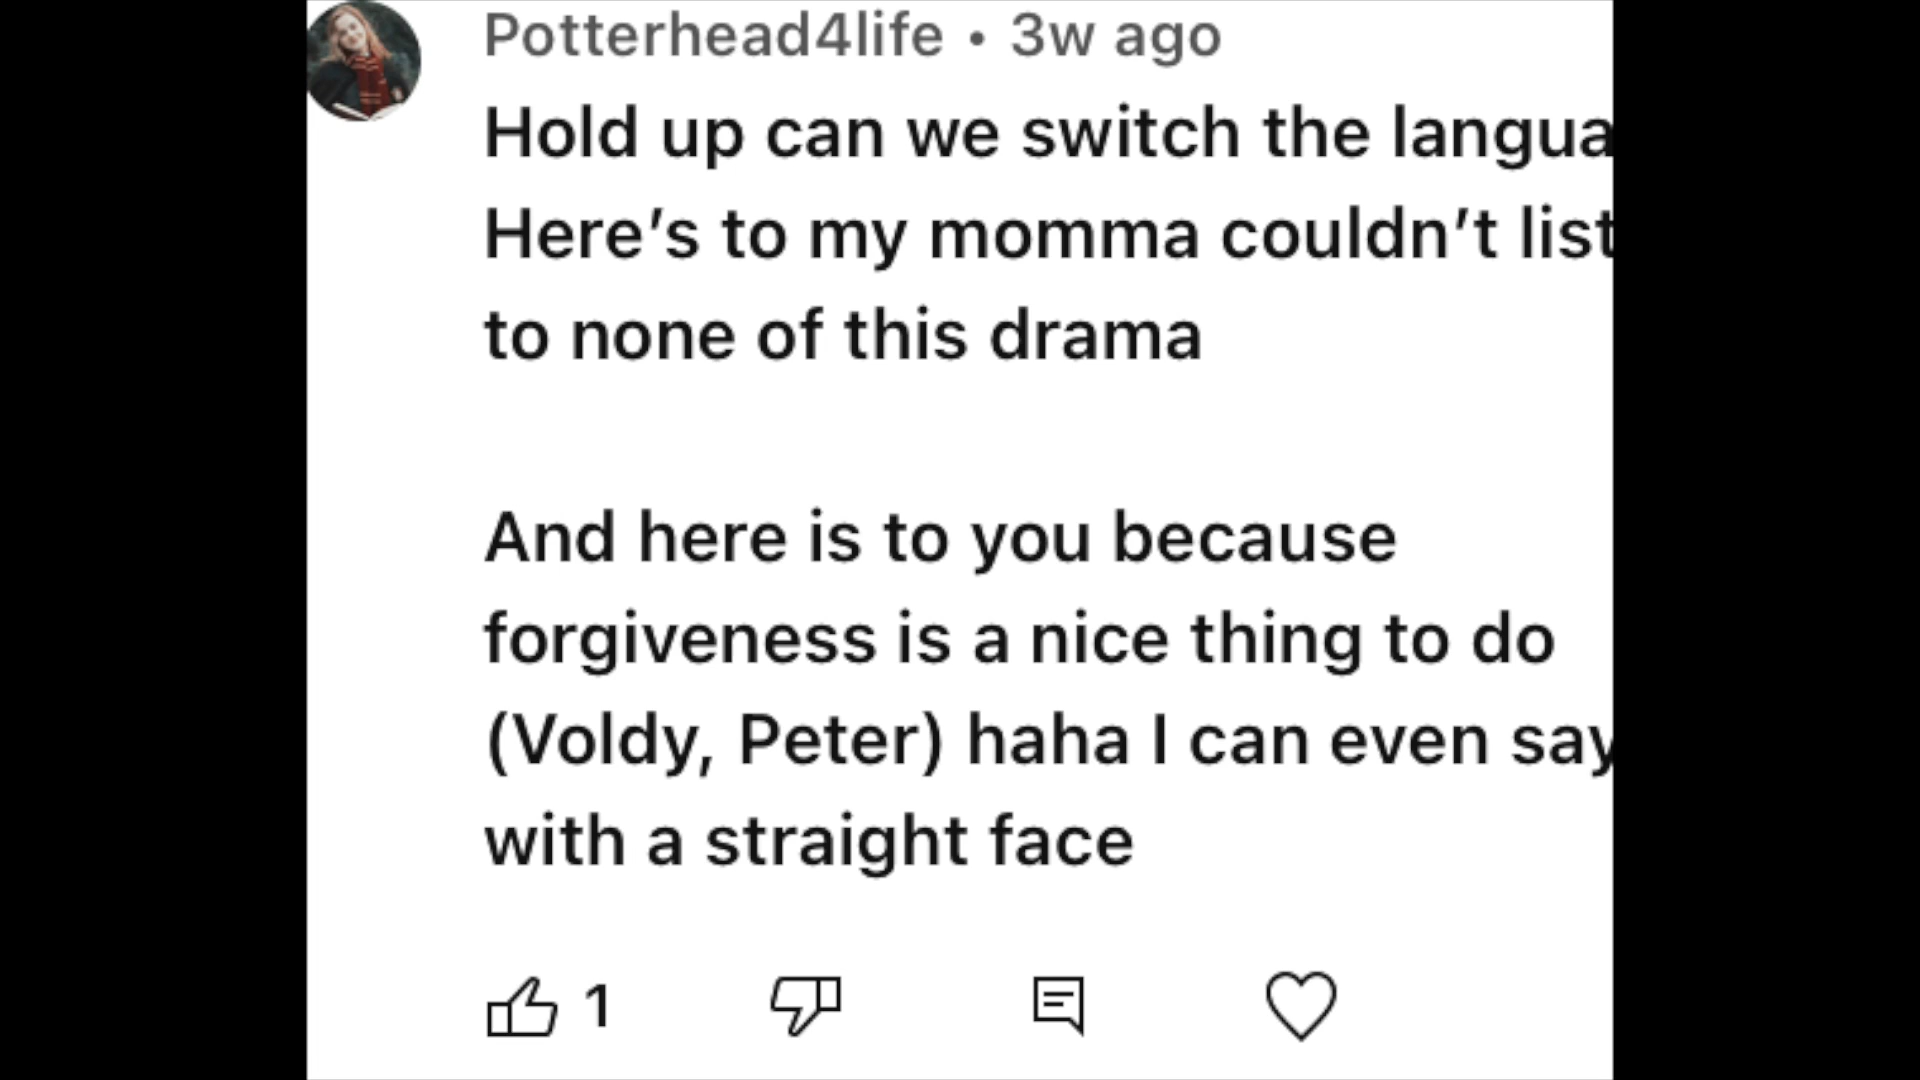 Potterhead4life • 3w ago
Hold up can we switch the
Here’s to my momma couldn’t
to none of this drama
And here is to you because
forgiveness is a nice thing to do
(Voldy, Peter) haha I can even say
with a straight face
1